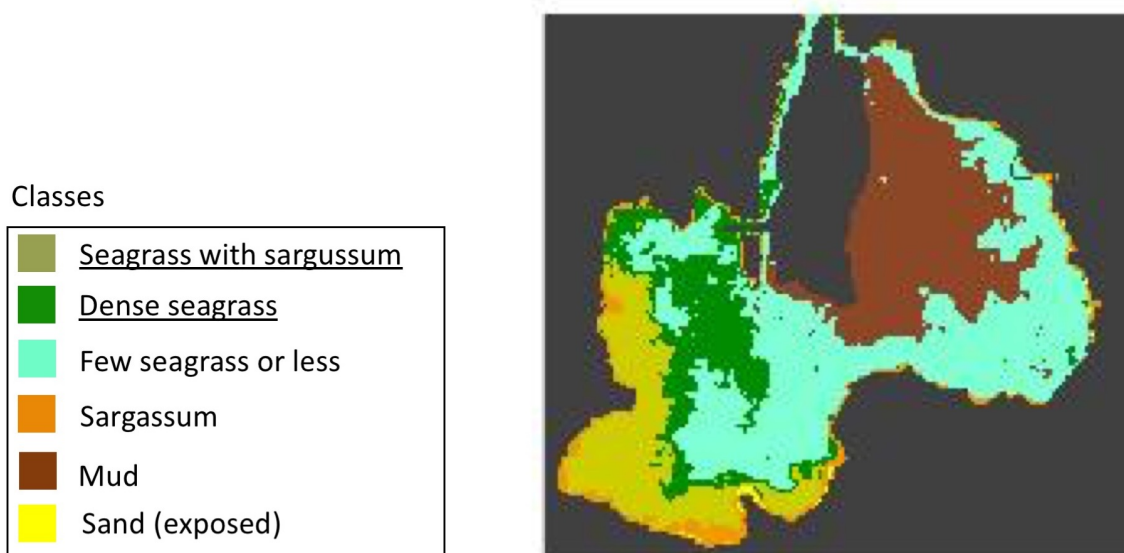 Classes
Seagrass with sargussum
Dense seagrass
Few seagrass or less
Sargassum
Mud
Sand (exposed)